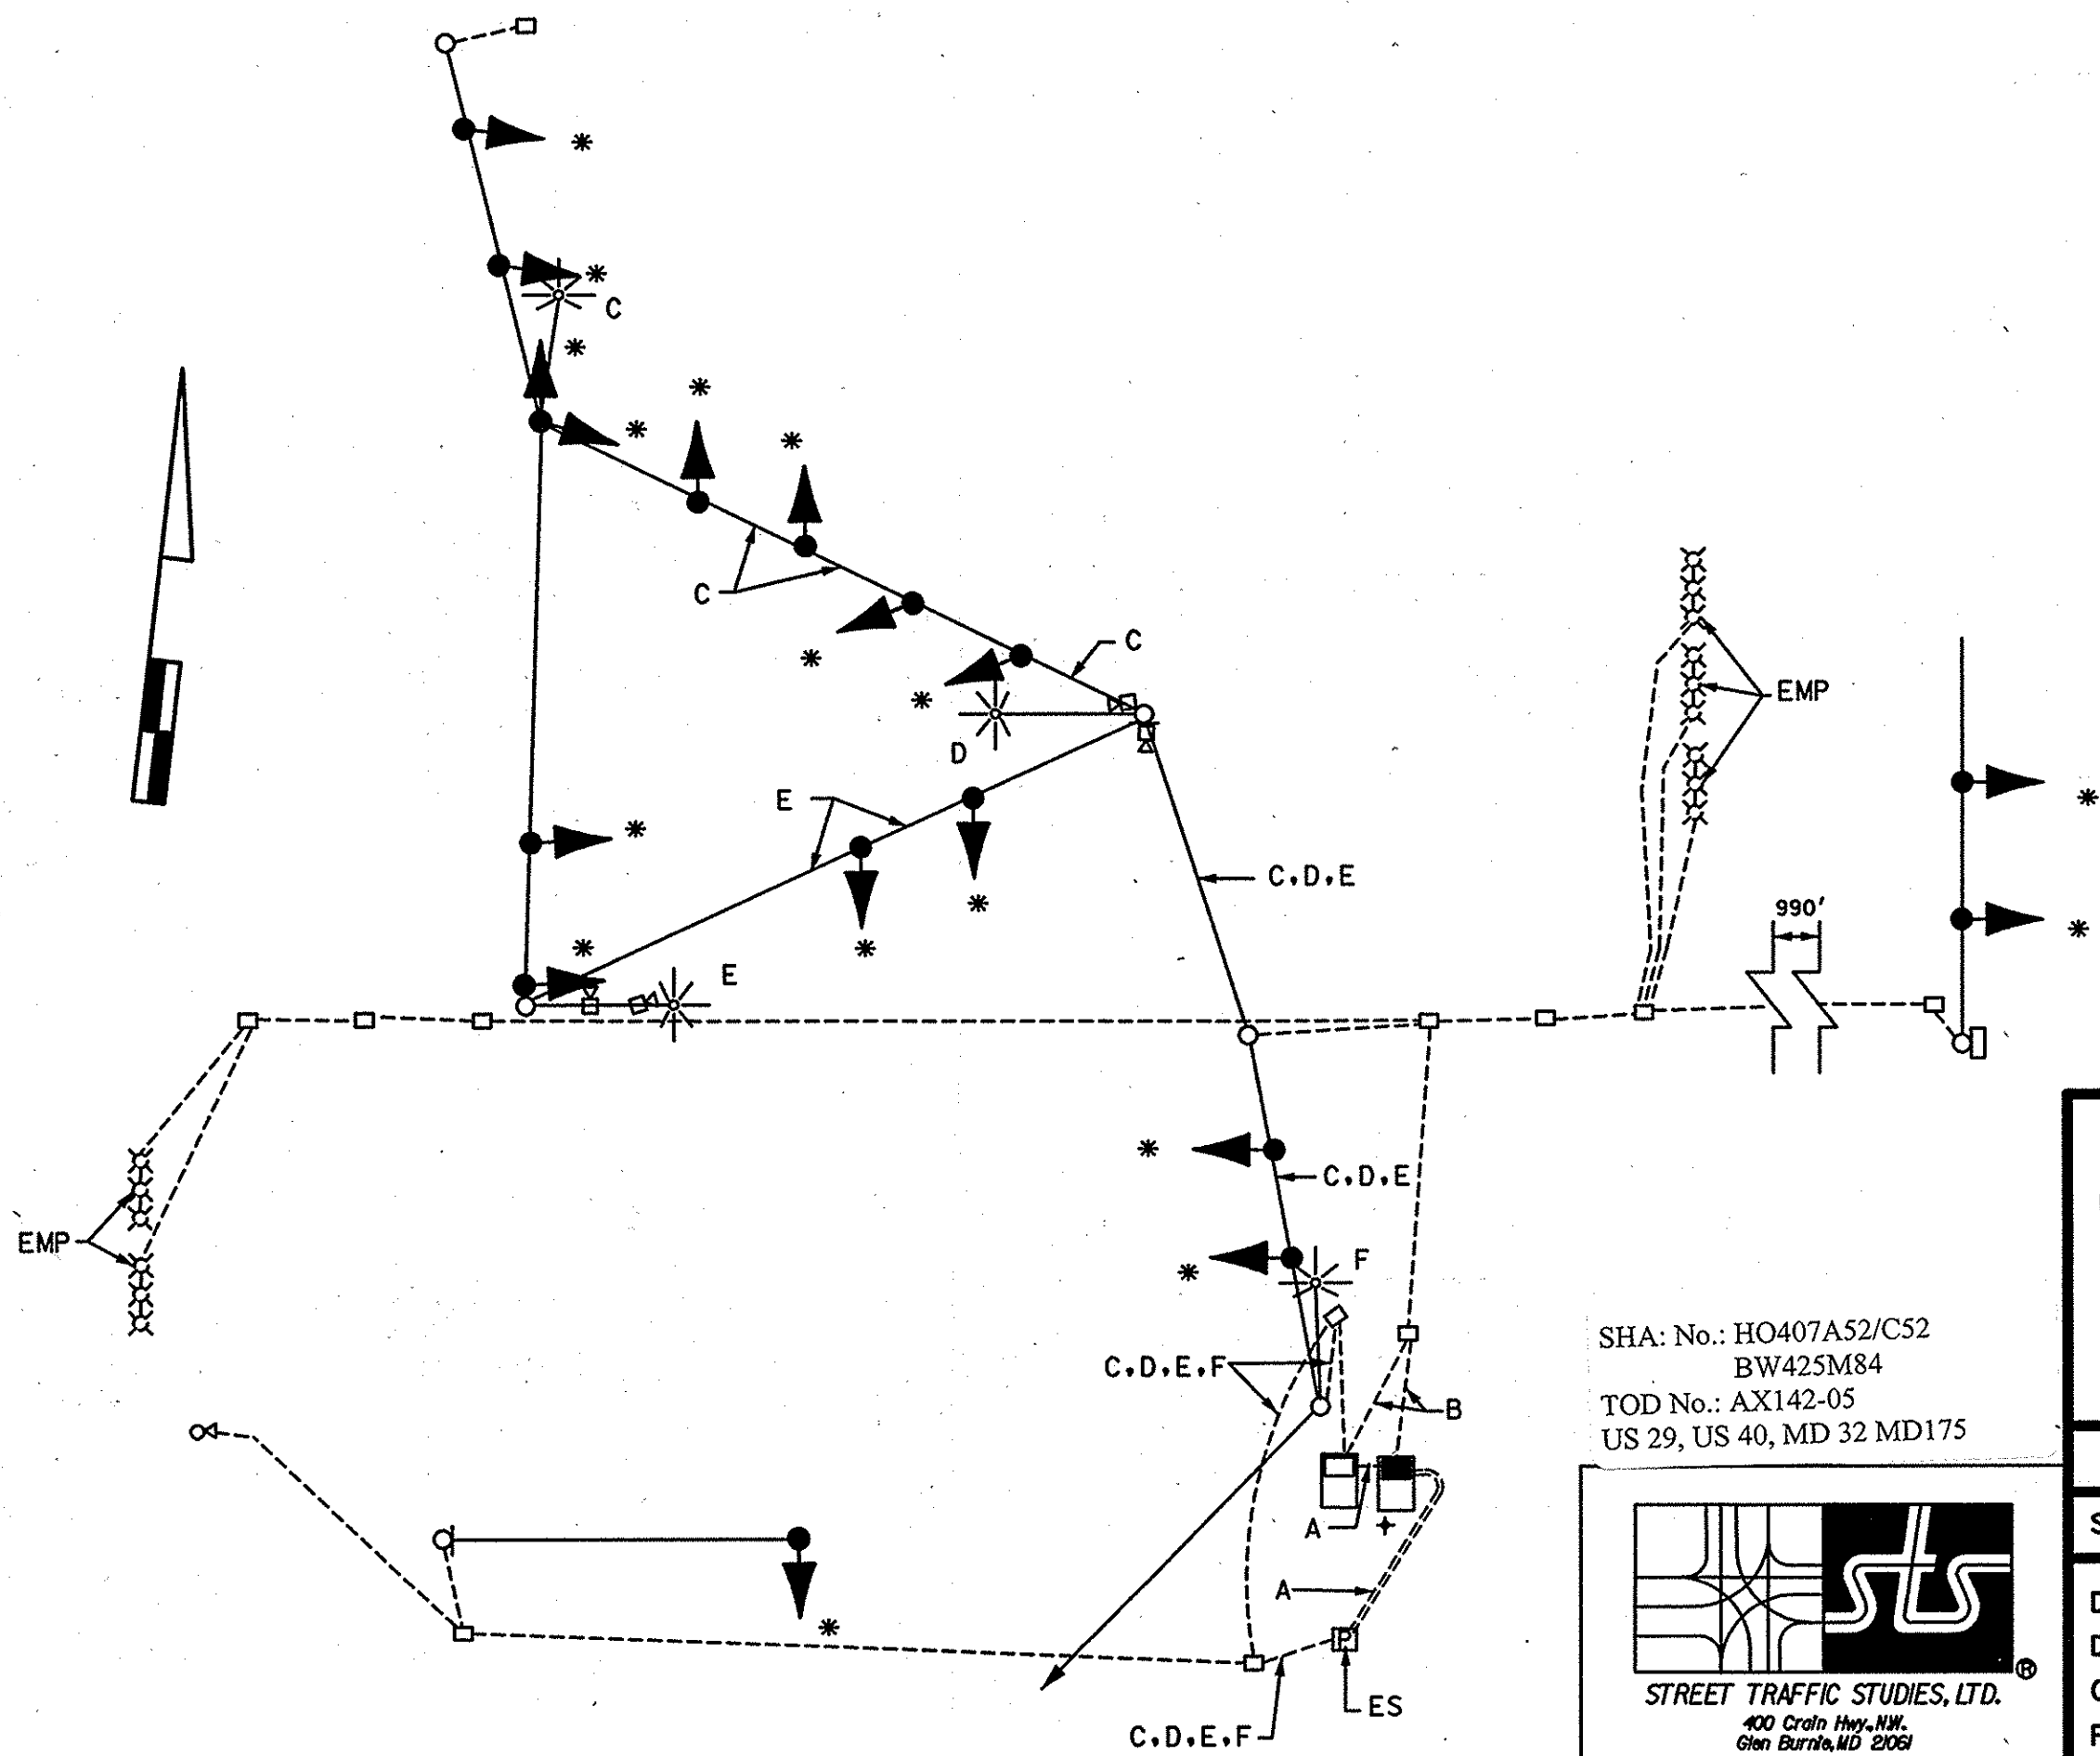 *
*
C
*
*
*
*
C
*
*
C
D
E
*
*
*
*
E
C,D,E
EMP
990'
*
*
EMP
*
C,D,E
*
F
C,D,E,F
B
A
A
P
ES
C,D,E,F
*
SHA: No.: HO407A52/C52
BW425M84
TOD No.: AX142-05
US 29, US 40, MD 32 MD175
®
STREET TRAFFIC STUDIES, LTD.
400 Crain Hwy., N.W.
Glen Burnie, MD 21061